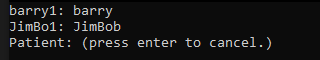 barry1: barry
JimBo1: JimBob
Patient: (press enter to cancel.)